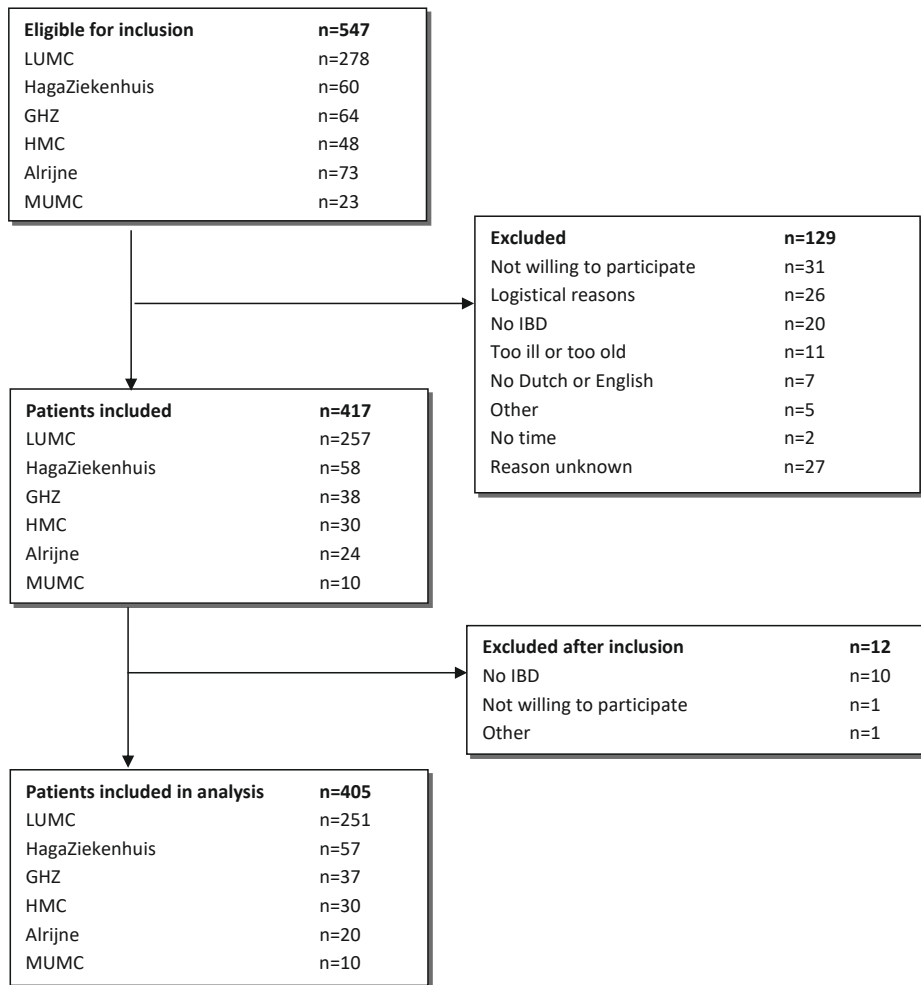 Eligible for inclusion n=547
LUMC n=278
HagaZiekenhuis n=60
GHZ n=64
HMC n=48
Alrijne n=73
MUMC n=23
Excluded n=129
Not willing to participate n=31
Logistical reasons n=26
No IBD n=20
Too ill or too old n=11
No Dutch or English n=7
Other n=5
No time n=2
Reason unknown n=27
Patients included n=417
LUMC n=257
HagaZiekenhuis n=58
GHZ n=38
HMC n=30
Alrijne n=24
MUMC n=10
Excluded after inclusion n=12
No IBD n=10
Not willing to participate n=1
Other n=1
Patients included in analysis n=405
LUMC n=251
HagaZiekenhuis n=57
GHZ n=37
HMC n=30
Alrijne n=20
MUMC n=10